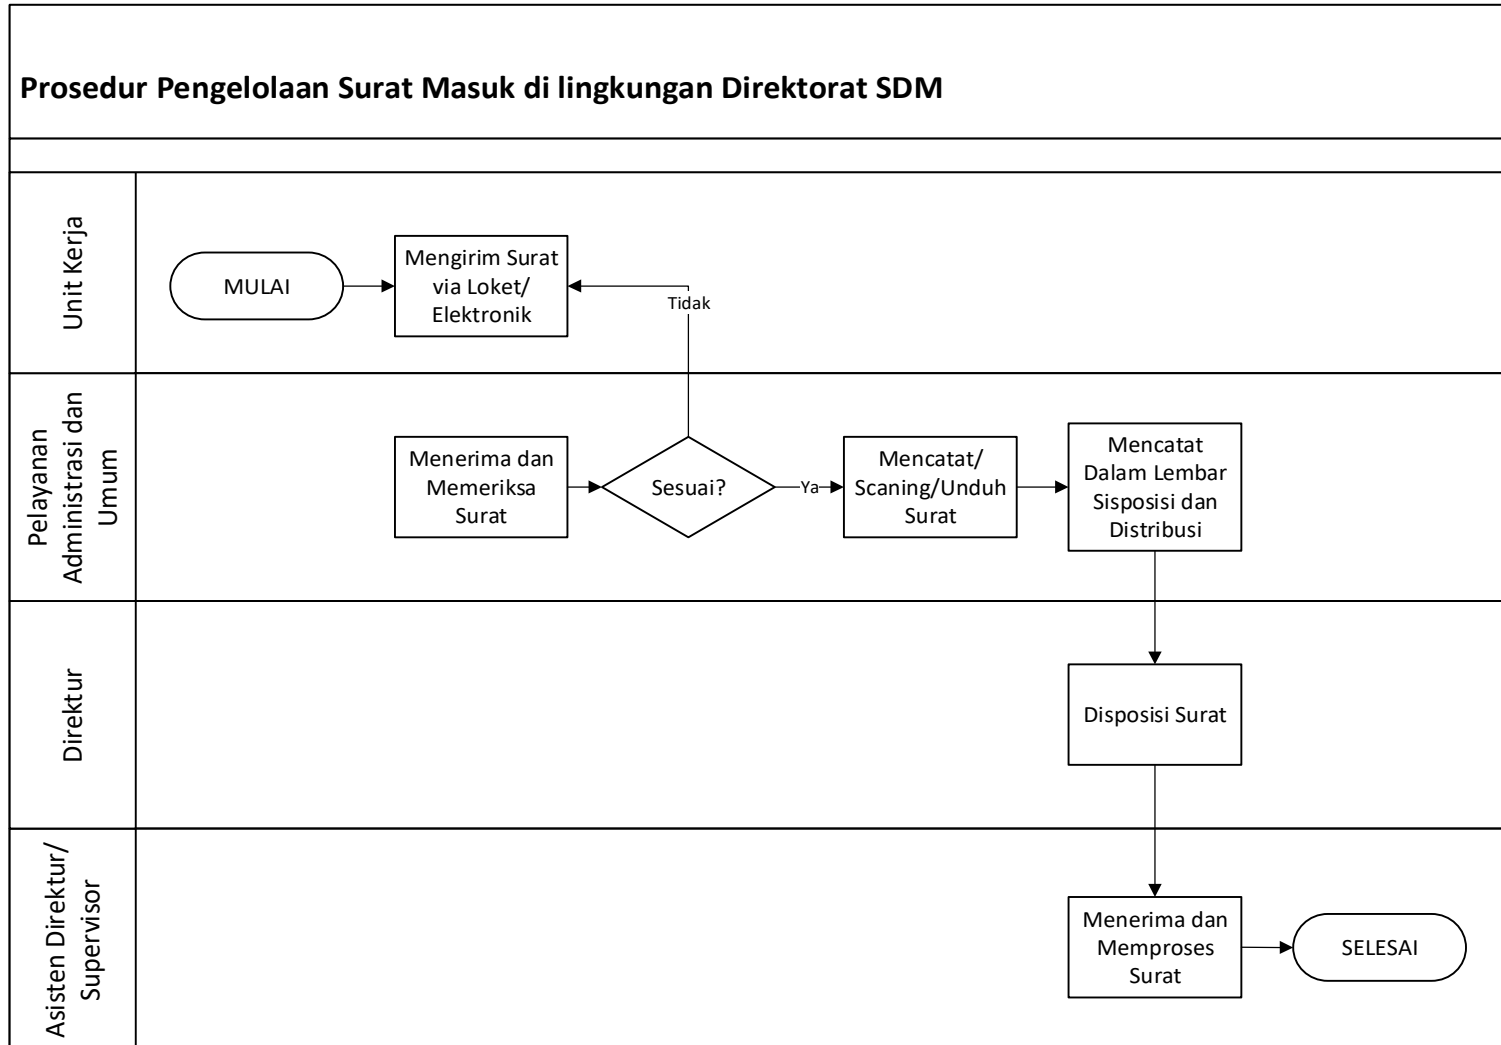 Prosedur Pengelolaan Surat Masuk di lingkungan Direktorat SDM
Unit Kerja
MULAI
Mengirim Surat
via Loket/
Elektronik
Tidak
Pelayanan
Administrasi dan
Umum
Menerima dan
Memeriksa
Surat
Sesuai?
Ya
Mencatat/
Scaning/Unduh
Surat
Mencatat
Dalam Lembar
Sisposisi dan
Distribusi
Direktur
Disposisi Surat
Asisten Direktur/
Supervisor
Menerima dan
Memproses
Surat
SELESAI